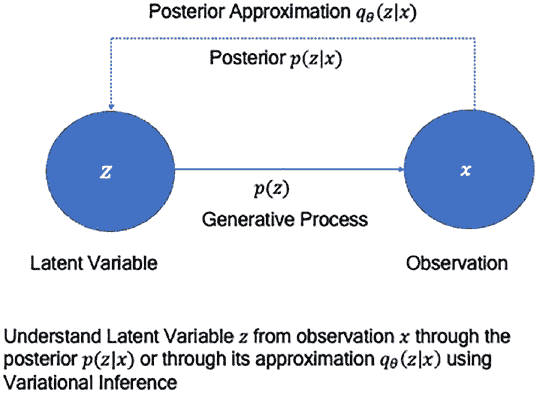 Posterior Approximation qθ(z|x)
Posterior p(z|x)
z
x
p(z)
Generative Process
Latent Variable
Observation
Understand Latent Variable z from observation x through the
posterior p(z|x) or through its approximation qθ(z|x) using
Variational Inference